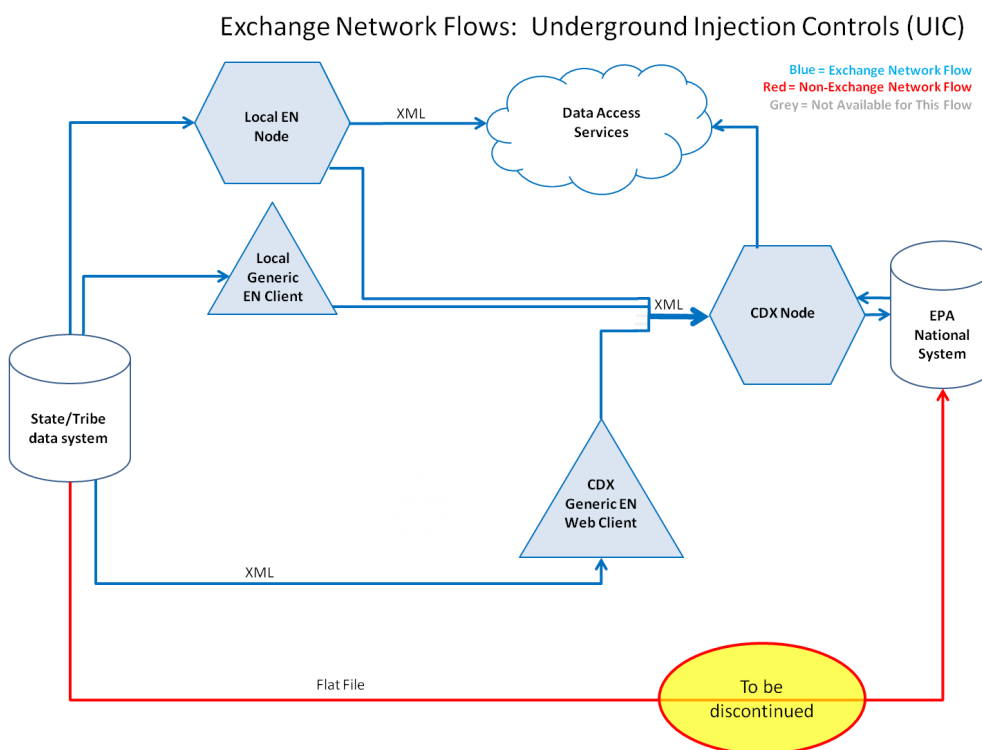 Exchange Network Flows:  Underground Injection Controls (UIC)
Blue = Exchange Network Flow
Red = Non-Exchange Network Flow
Grey = Not Available for This Flow
Local EN
Node
XML
Data Access
Services
Local
Generic
EN Client
XML
CDX Node
EPA
National
System
State/Tribe
data system
CDX
Generic EN
Web Client
XML
Flat File
To be
discontinued